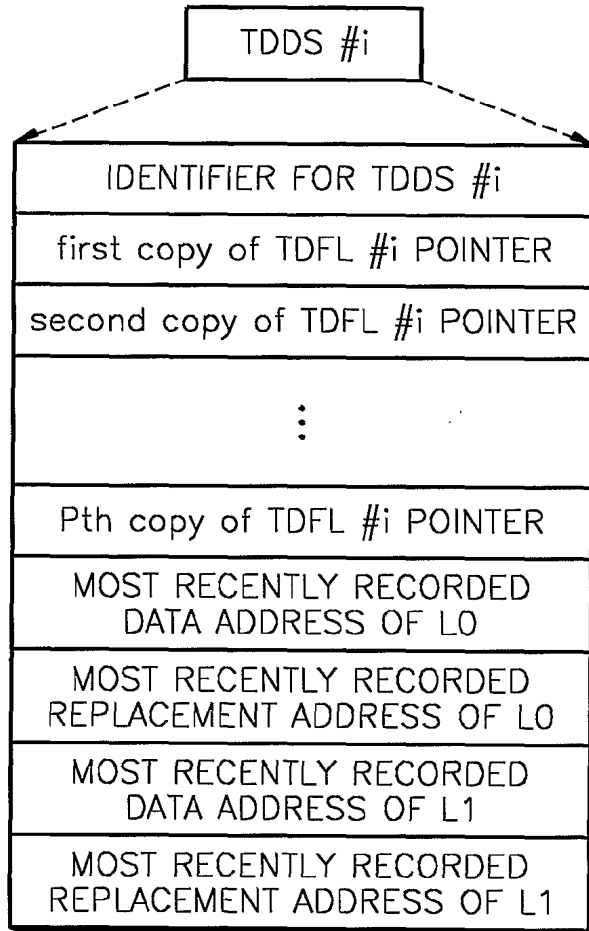 TDDS #i
IDENTIFIER FOR TDDS #i
first copy of TDFL #i POINTER
second copy of TDFL #i POINTER
⋮
Pth copy of TDFL #i POINTER
MOST RECENTLY RECORDED
DATA ADDRESS OF L0
MOST RECENTLY RECORDED
REPLACEMENT ADDRESS OF L0
MOST RECENTLY RECORDED
DATA ADDRESS OF L1
MOST RECENTLY RECORDED
REPLACEMENT ADDRESS OF L1